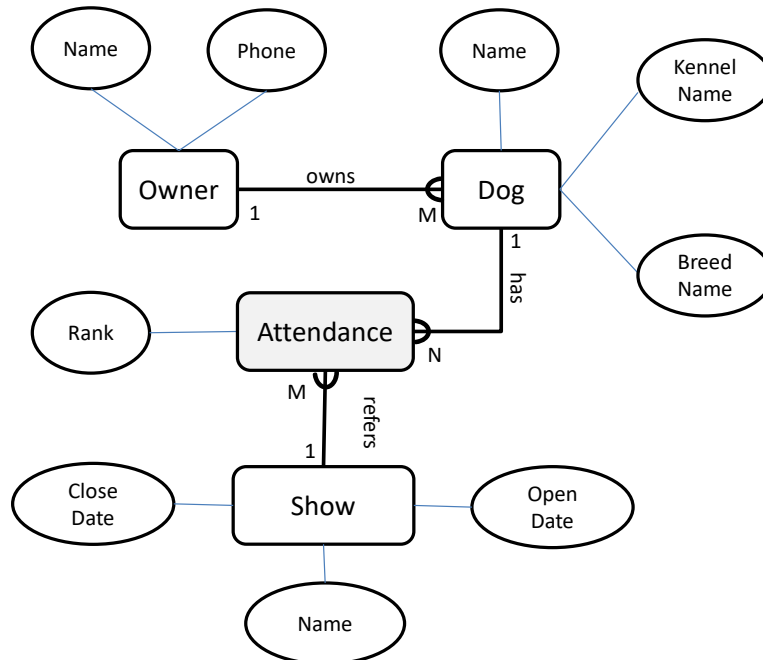 Name
Phone
Name
Kennel
Name
Owner
owns
Dog
1
M
1
has
Breed
Name
Rank
Attendance
N
M
refers
1
Close
Date
Show
Open
Date
Name